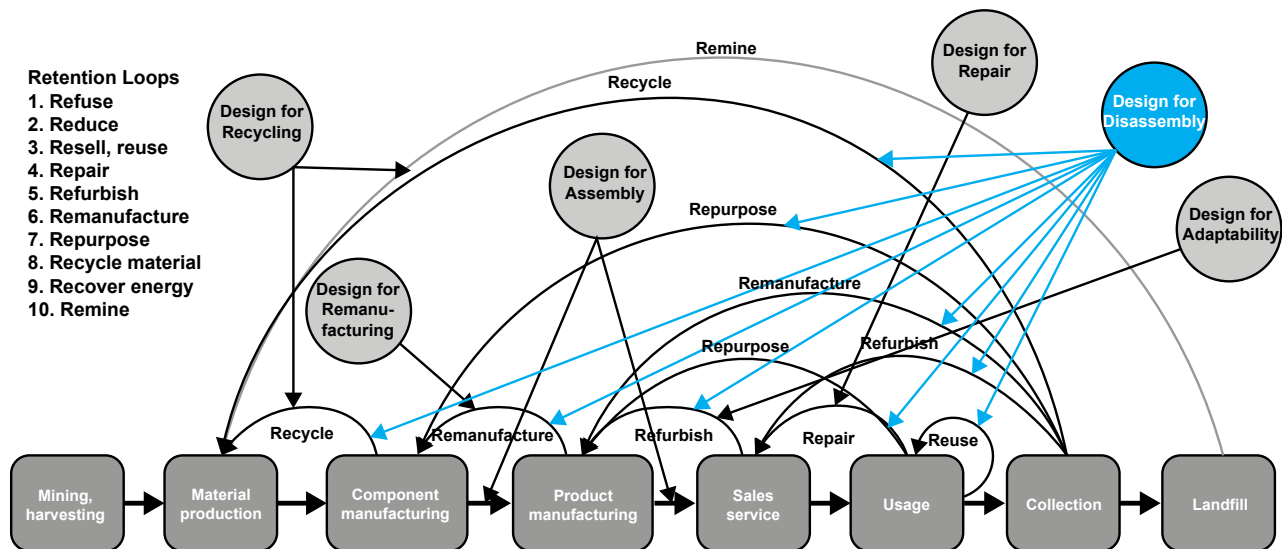 Retention Loops
1. Refuse
2. Reduce
3. Resell, reuse
4. Repair
5. Refurbish
6. Remanufacture
7. Repurpose
8. Recycle material
9. Recover energy
10. Remine
Remine
Recycle
Design for
Recycling
Design for
Repair
Design for
Disassembly
Design for
Assembly
Design for
Adaptability
Design for
Remanu-
facturing
Repurpose
Remanufacture
Repurpose
Refurbish
Recycle
Remanufacture
Refurbish
Repair
Reuse
Mining,
harvesting
Material
production
Component
manufacturing
Product
manufacturing
Sales
service
Usage
Collection
Landfill